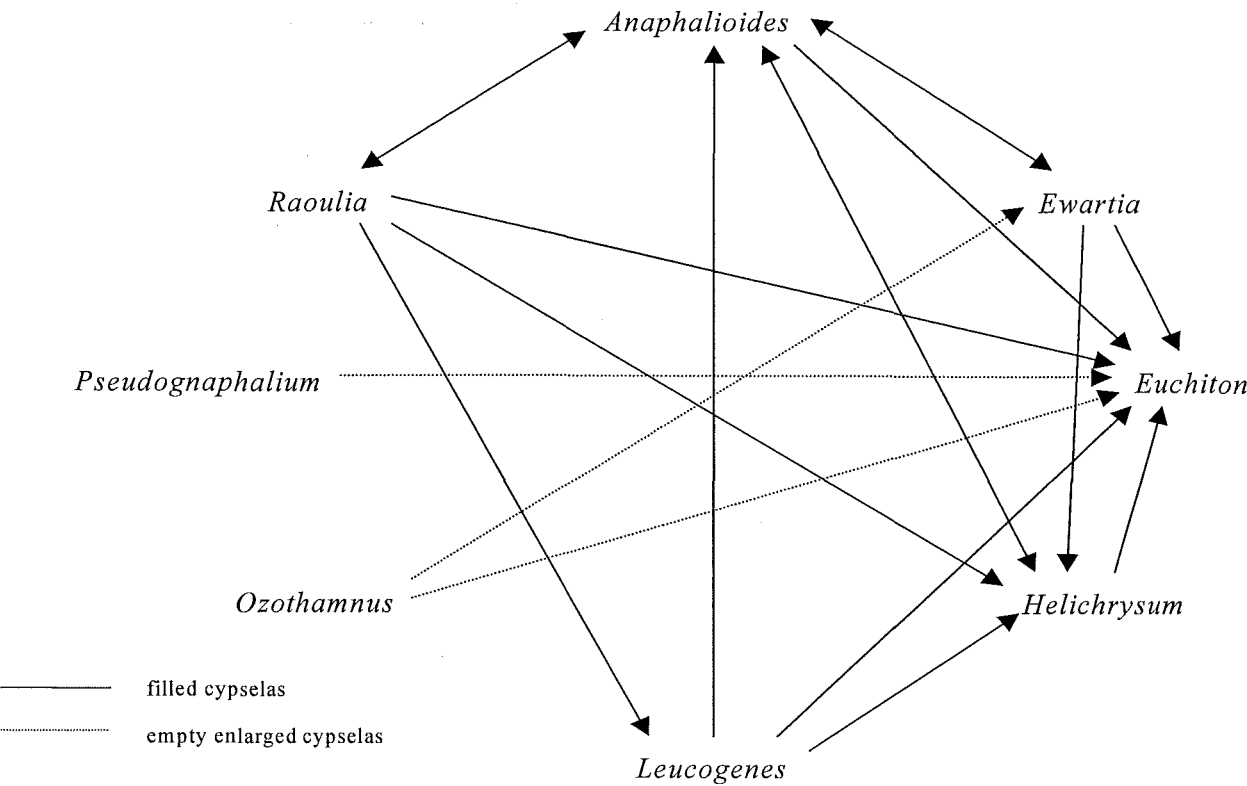 Anaphalioides
Raoulia
Ewartia
Pseudognaphalium
Euchiton
Ozothamnus
Helichrysum
filled cypselas
empty enlarged cypselas
Leucogenes